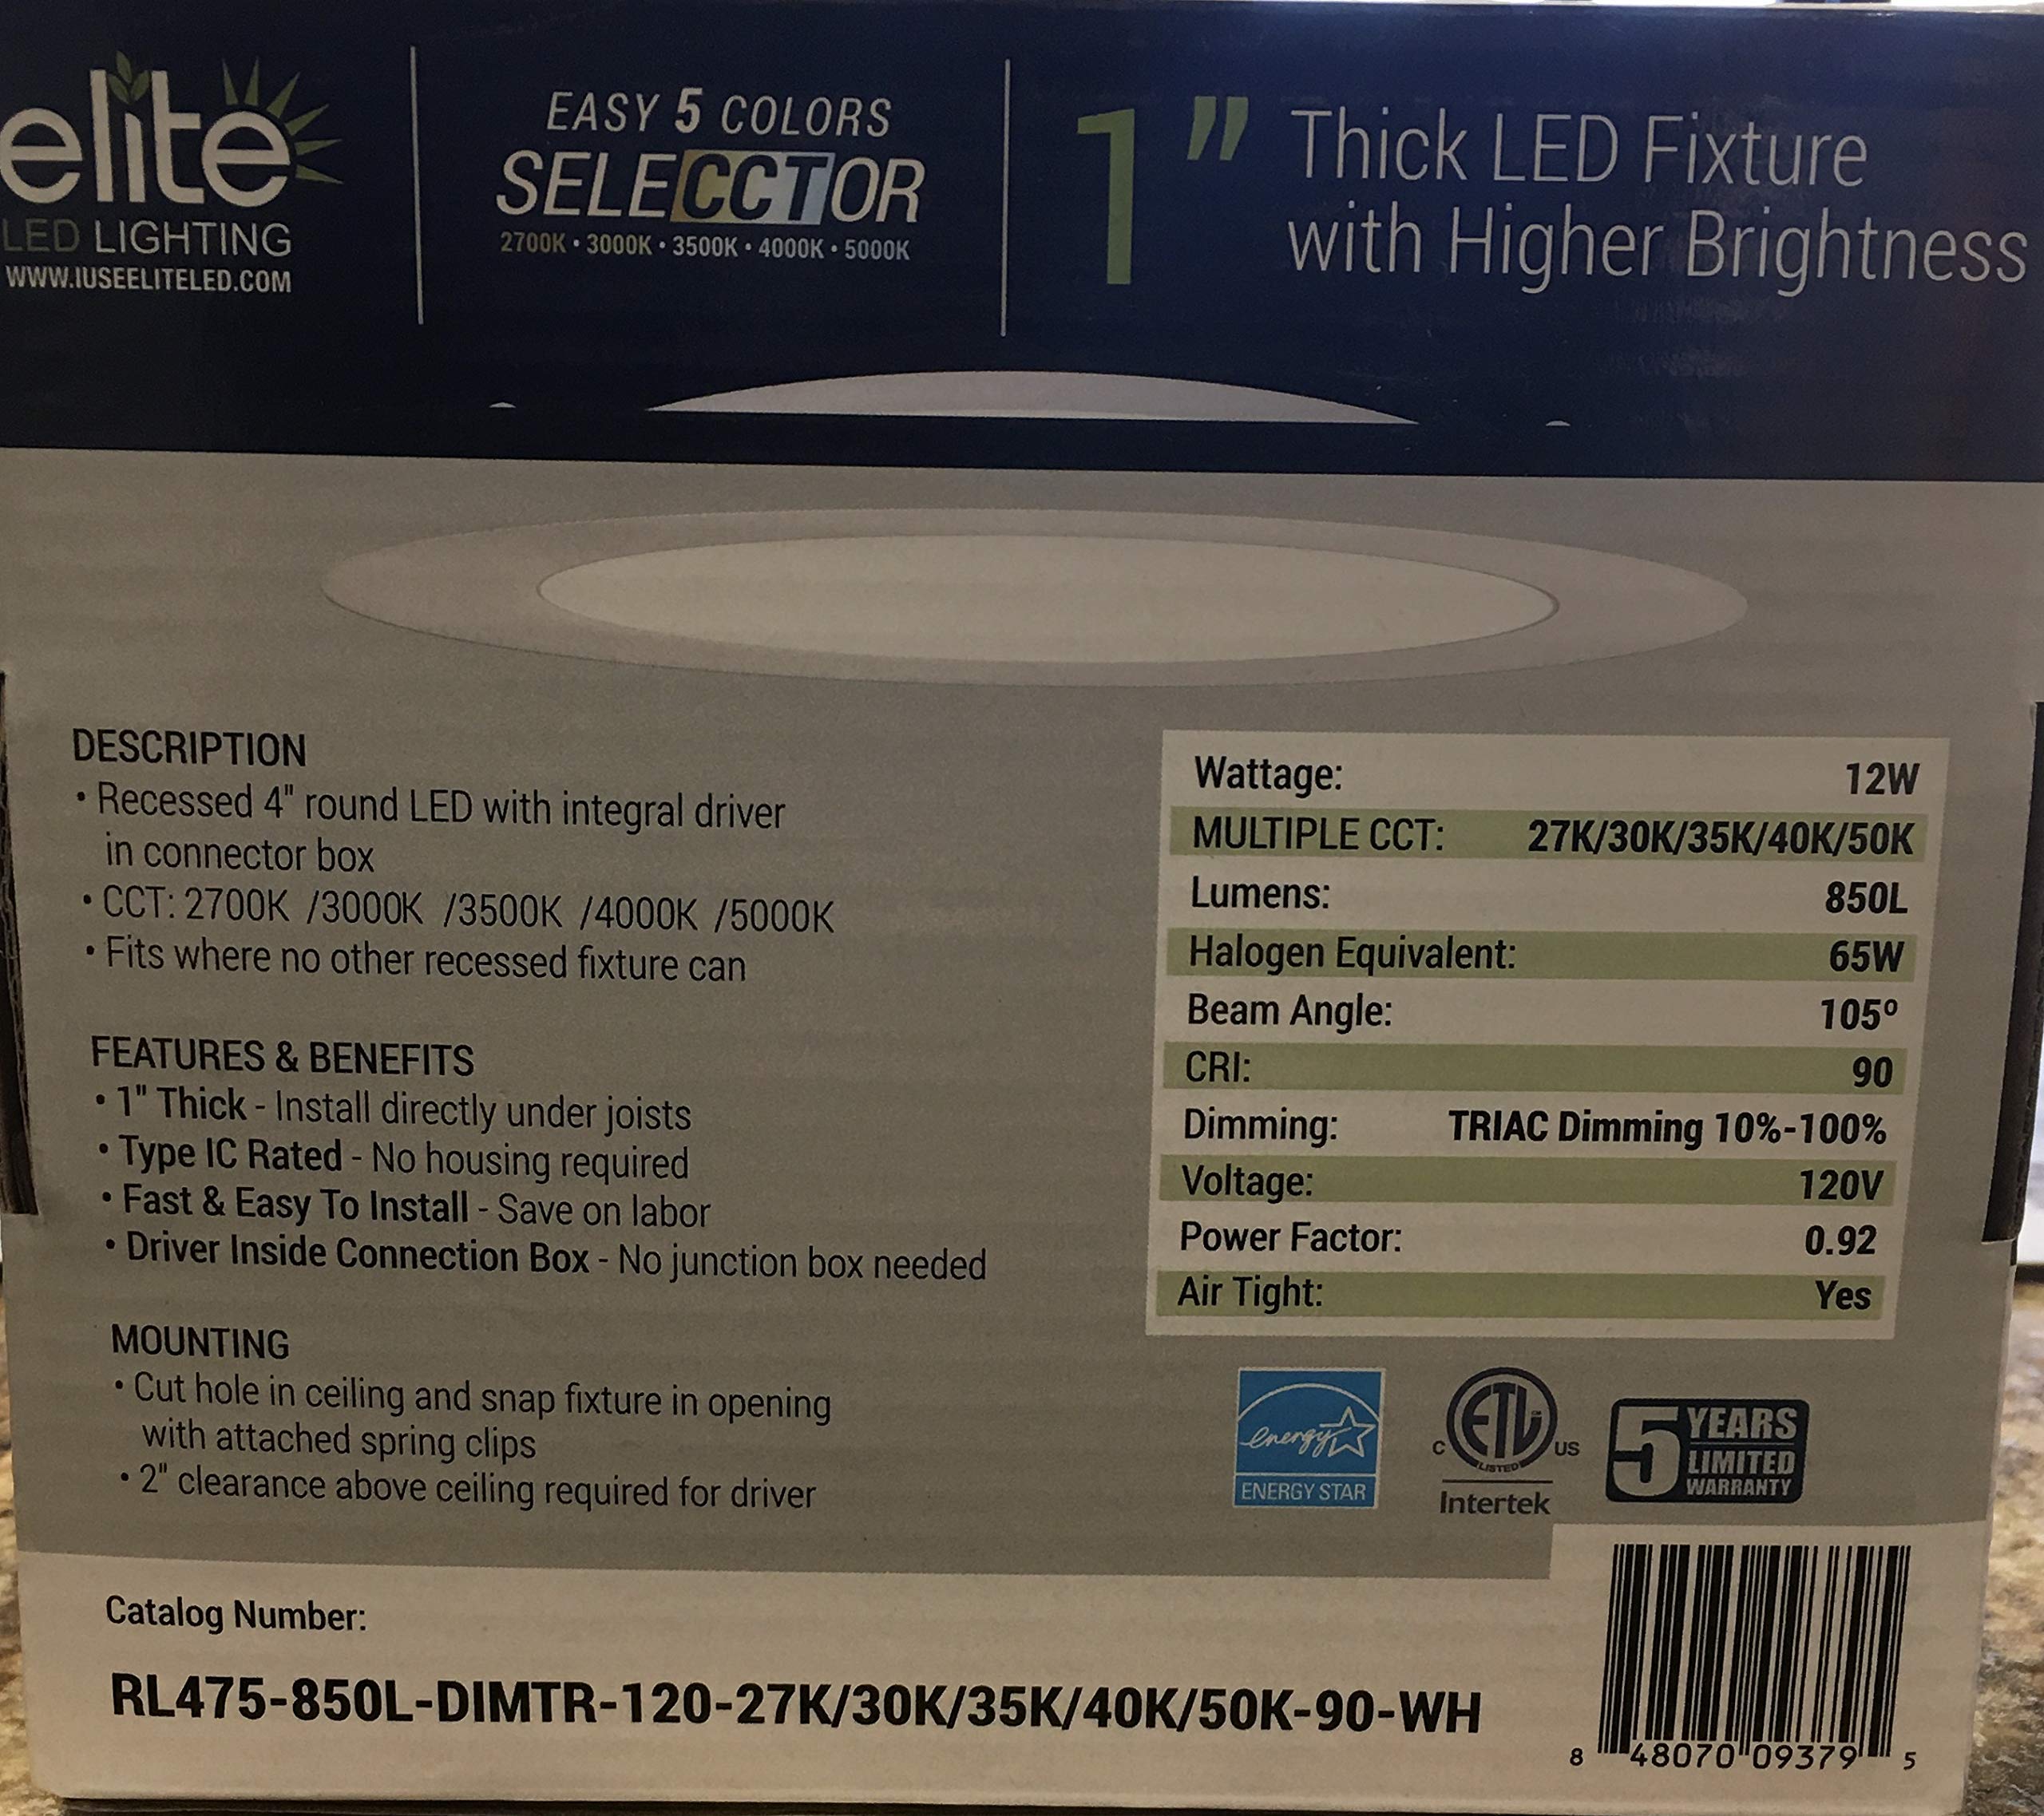 elite
LED LIGHTING
WWW.IUSEELITELED.COM
EASY 5 COLORS
SELECCTOR
2700K • 3000K • 3500K • 4000K • 5000K
1" Thick LED Fixture
with Higher Brightness
DESCRIPTION
• Recessed 4" round LED with integral driver
in connector box
• CCT: 2700K /3000K /3500K /4000K /5000K
• Fits where no other recessed fixture can
FEATURES & BENEFITS
• 1" Thick - Install directly under joists
• Type IC Rated - No housing required
• Fast & Easy To Install - Save on labor
• Driver Inside Connection Box - No junction box needed
MOUNTING
• Cut hole in ceiling and snap fixture in opening
with attached spring clips
• 2" clearance above ceiling required for driver
Wattage: 12W
MULTIPLE CCT: 27K/30K/35K/40K/50K
Lumens: 850L
Halogen Equivalent: 65W
Beam Angle: 105º
CRI: 90
Dimming: TRIAC Dimming 10%-100%
Voltage: 120V
Power Factor: 0.92
Air Tight: Yes
energy
ENERGY STAR
C ETL US
LISTED
Intertek
5 YEARS
LIMITED
WARRANTY
Catalog Number:
RL475-850L-DIMTR-120-27K/30K/35K/40K/50K-90-WH
8 48070 09379 5